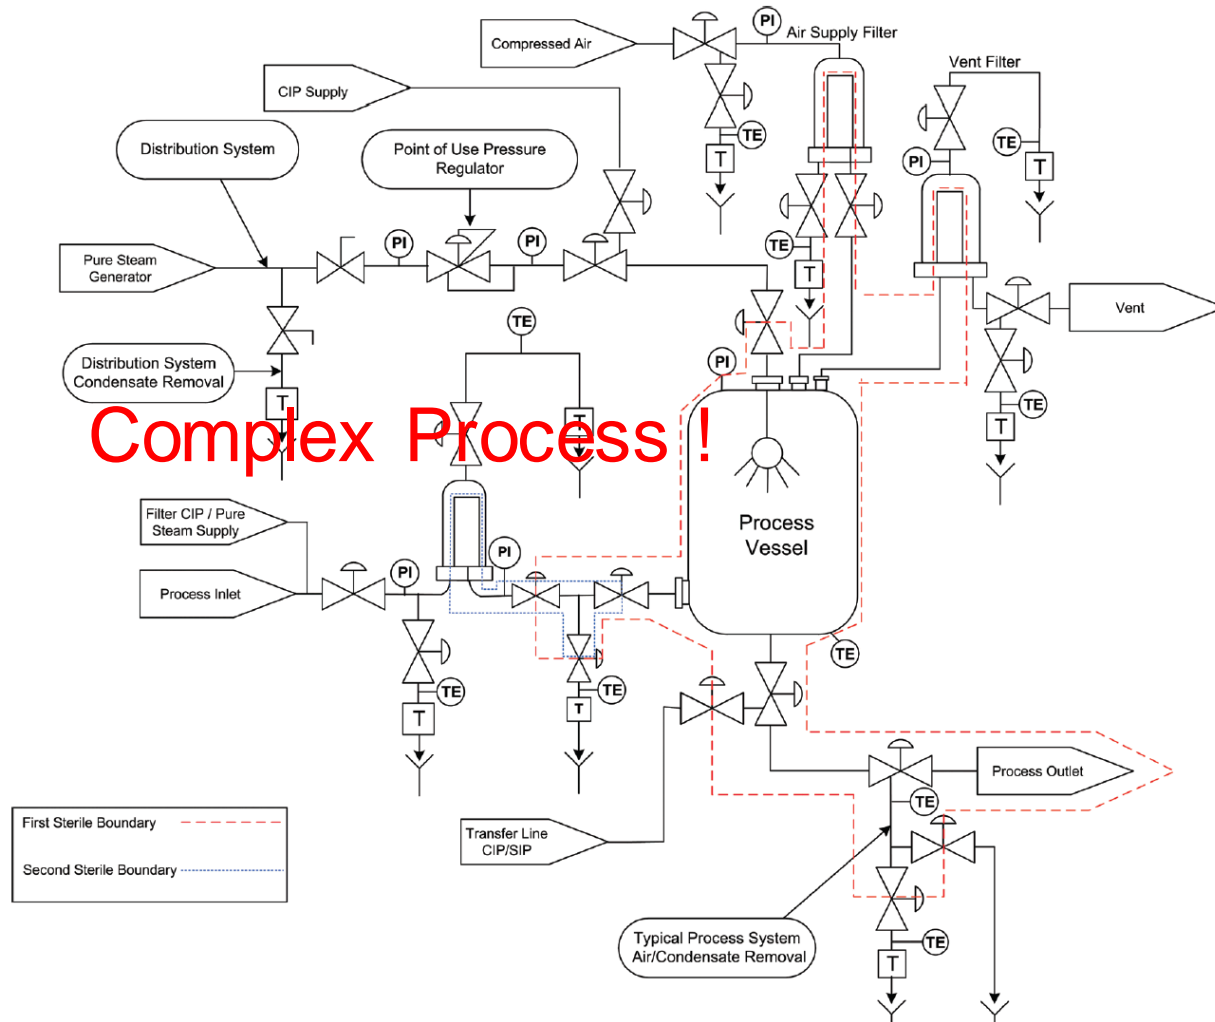 Compressed Air
PI
Air Supply Filter
Vent Filter
CIP Supply
TE
T
TE
T
PI
Distribution System
Point of Use Pressure
Regulator
Pure Steam
Generator
PI
PI
TE
T
Vent
TE
PI
Distribution System
Condensate Removal
T
T
TE
T
Complex Process !
Process
Vessel
Filter CIP / Pure
Steam Supply
PI
Process Inlet
PI
TE
TE
T
TE
T
Process Outlet
TE
First Sterile Boundary
Second Sterile Boundary
Transfer Line
CIP/SIP
Typical Process System
Air/Condensate Removal
TE
T